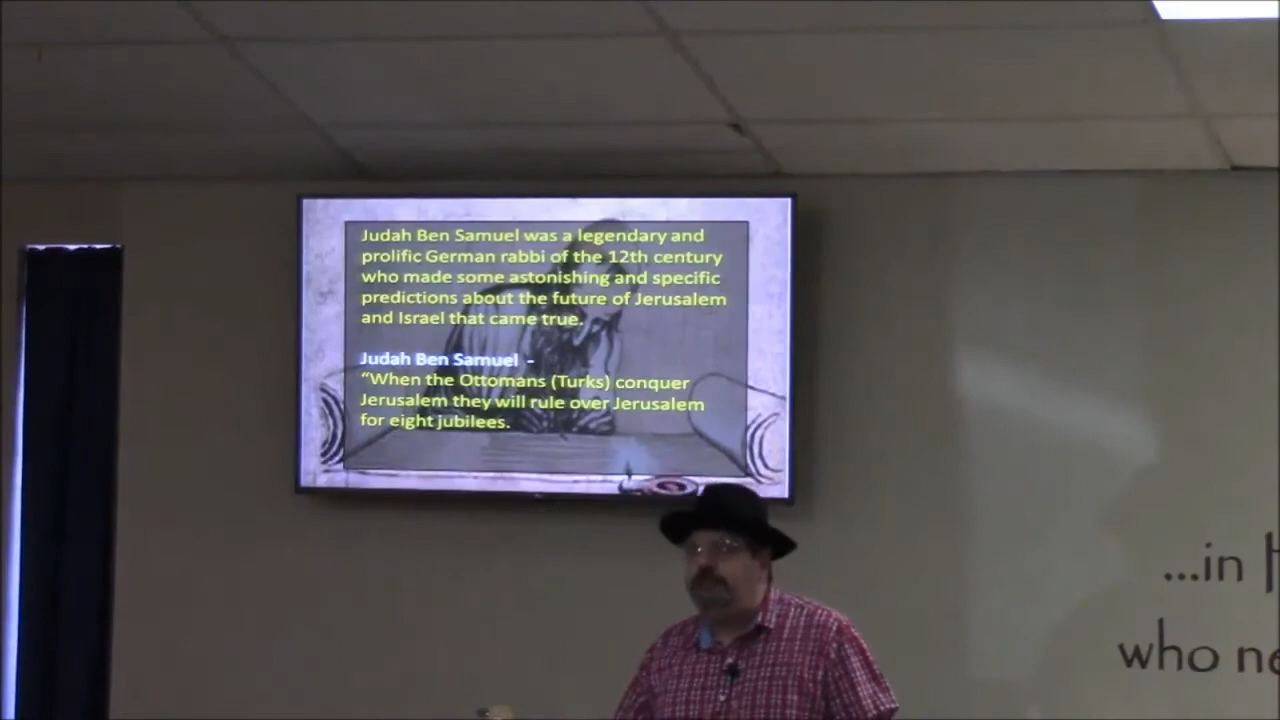 Judah Ben Samuel was a legendary and
prolific German rabbi of the 12th century
who made some astonishing and specific
predictions about the future of Jerusalem
and Israel that came true.
Judah Ben Samuel -
“When the Ottomans (Turks) conquer
Jerusalem they will rule over Jerusalem
for eight jubilees.
...in
who